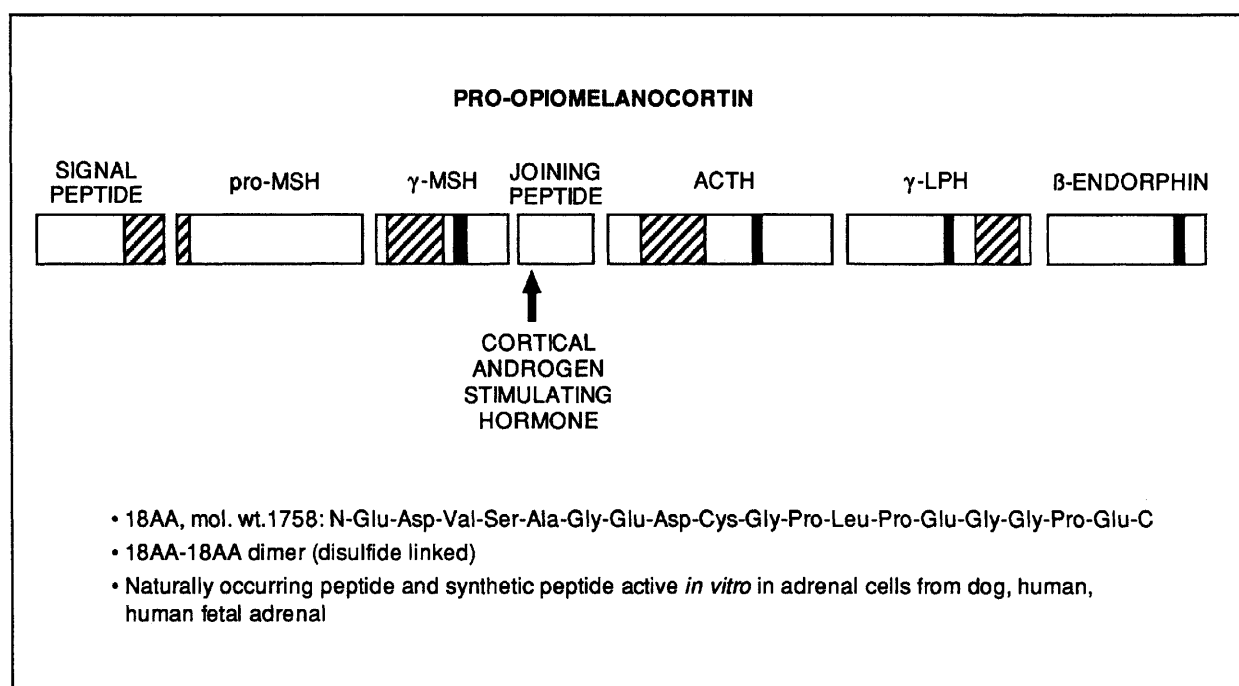 PRO-OPIOMELANOCORTIN
SIGNAL
PEPTIDE
pro-MSH
γ-MSH
JOINING
PEPTIDE
ACTH
γ-LPH
ß-ENDORPHIN
CORTICAL
ANDROGEN
STIMULATING
HORMONE
• 18AA, mol. wt.1758: N-Glu-Asp-Val-Ser-Ala-Gly-Glu-Asp-Cys-Gly-Pro-Leu-Pro-Glu-Gly-Gly-Pro-Glu-C
• 18AA-18AA dimer (disulfide linked)
• Naturally occurring peptide and synthetic peptide active in vitro in adrenal cells from dog, human,
human fetal adrenal